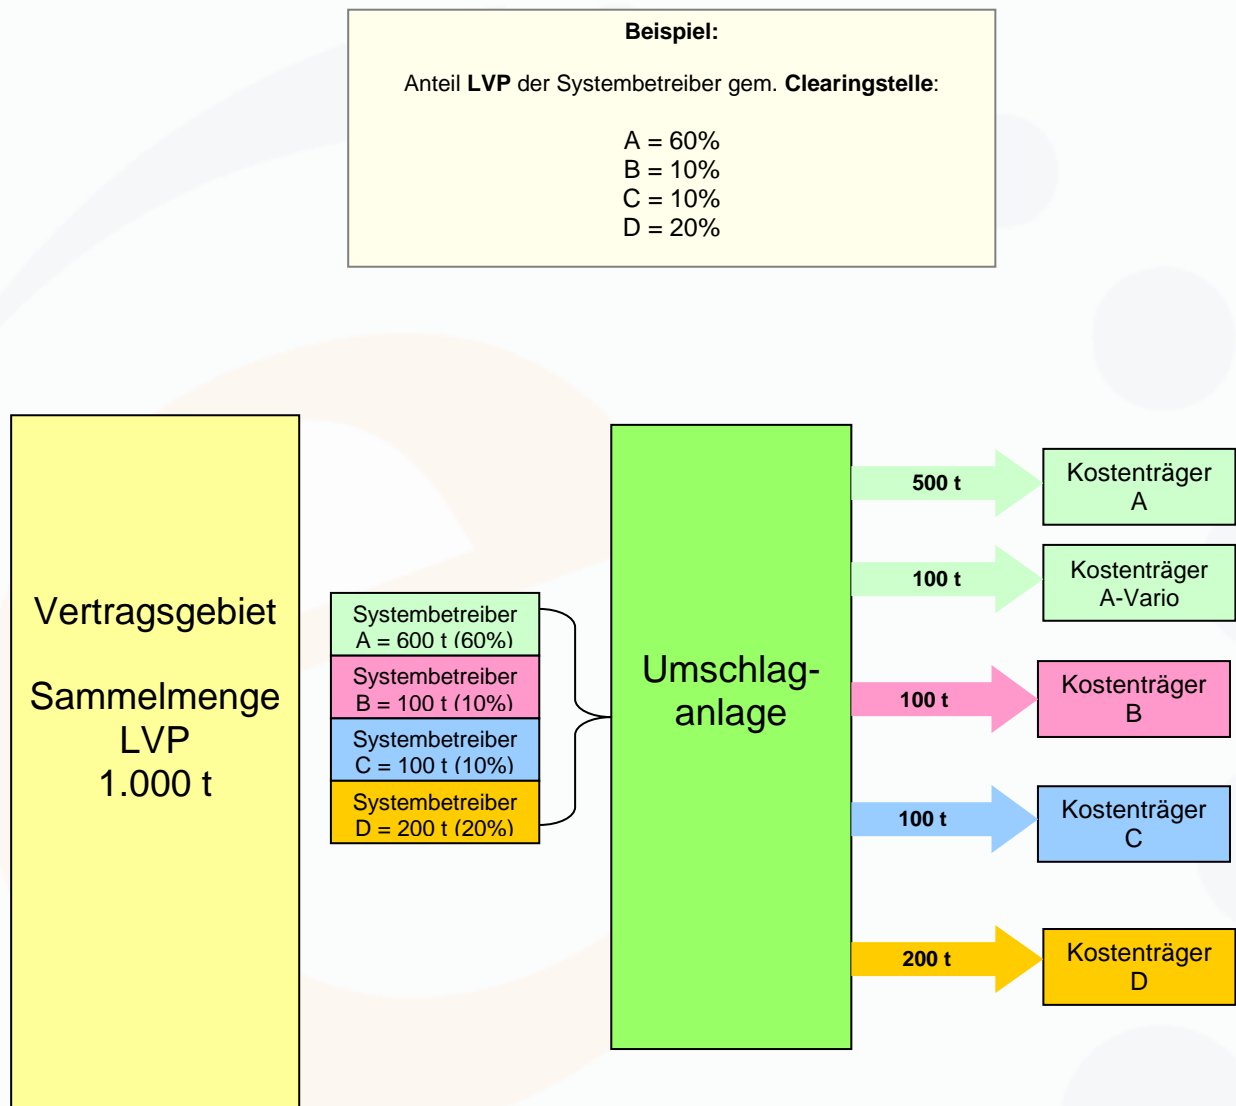 Beispiel:
Anteil LVP der Systembetreiber gem. Clearingstelle:
A = 60%
B = 10%
C = 10%
D = 20%
Vertragsgebiet
Sammelmenge
LVP
1.000 t
Systembetreiber
A = 600 t (60%)
Systembetreiber
B = 100 t (10%)
Systembetreiber
C = 100 t (10%)
Systembetreiber
D = 200 t (20%)
Umschlag-
anlage
500 t
Kostenträger
A
100 t
Kostenträger
A-Vario
100 t
Kostenträger
B
100 t
Kostenträger
C
200 t
Kostenträger
D